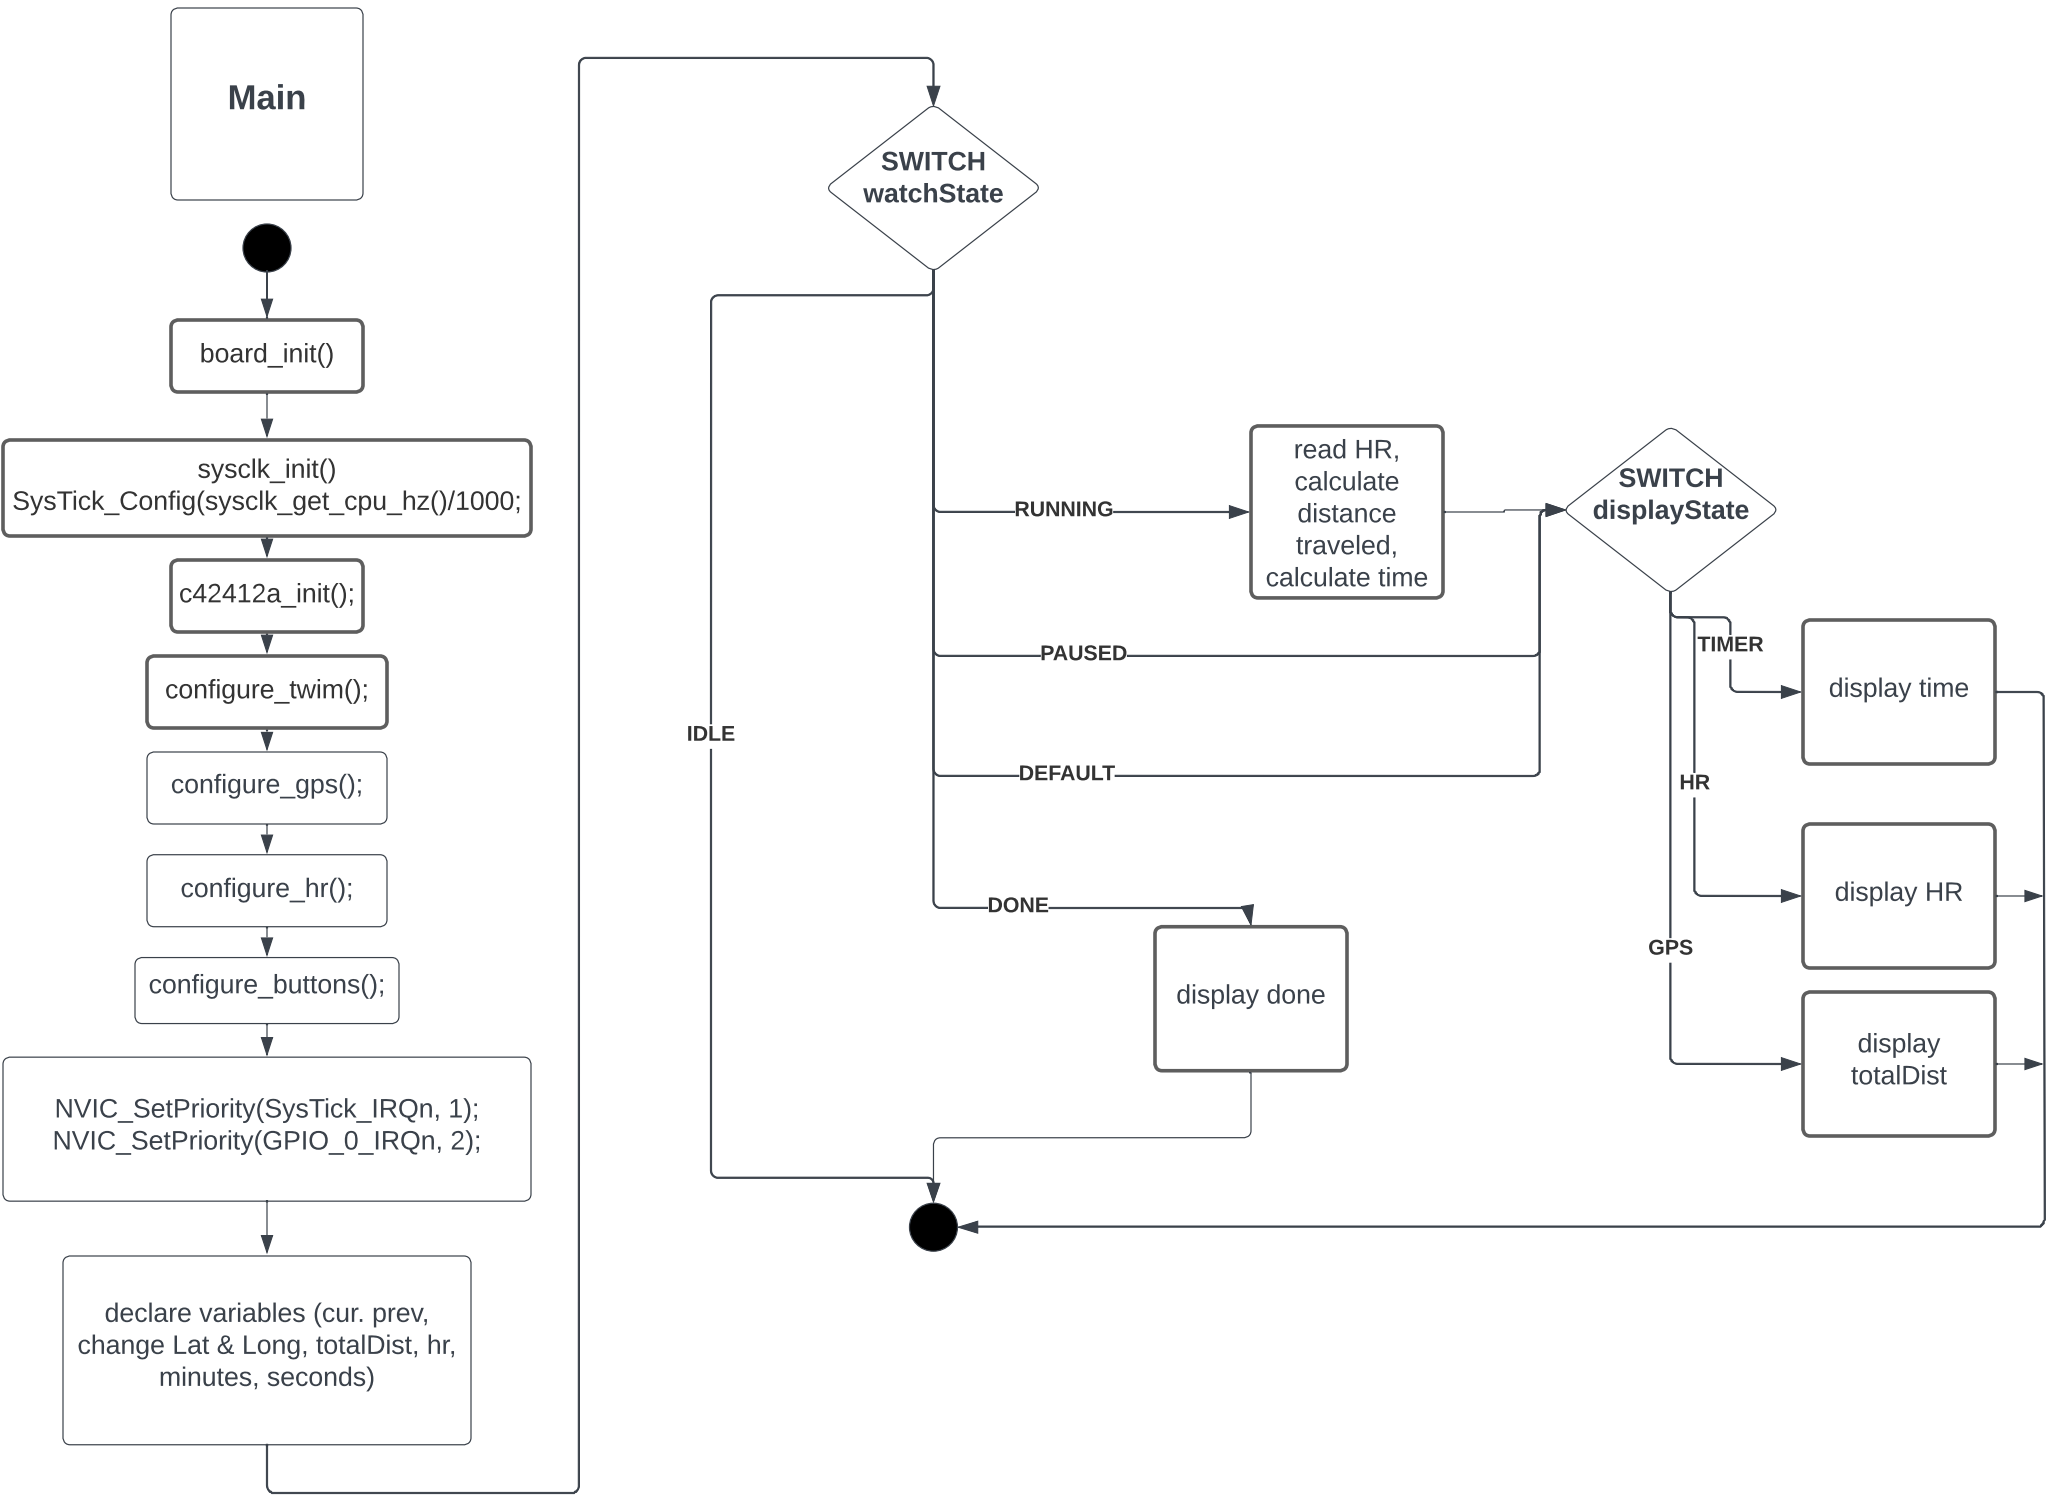 Main
board_init()
sysclk_init()
SysTick_Config(sysclk_get_cpu_hz()/1000;
c42412a_init();
configure_twim();
configure_gps();
configure_hr();
configure_buttons();
NVIC_SetPriority(SysTick_IRQn, 1);
NVIC_SetPriority(GPIO_0_IRQn, 2);
declare variables (cur. prev,
change Lat & Long, totalDist, hr,
minutes, seconds)
SWITCH
watchState
IDLE
RUNNING
read HR,
calculate
distance
traveled,
calculate time
PAUSED
DEFAULT
DONE
display done
SWITCH
displayState
TIMER
display time
HR
display HR
GPS
display
totalDist